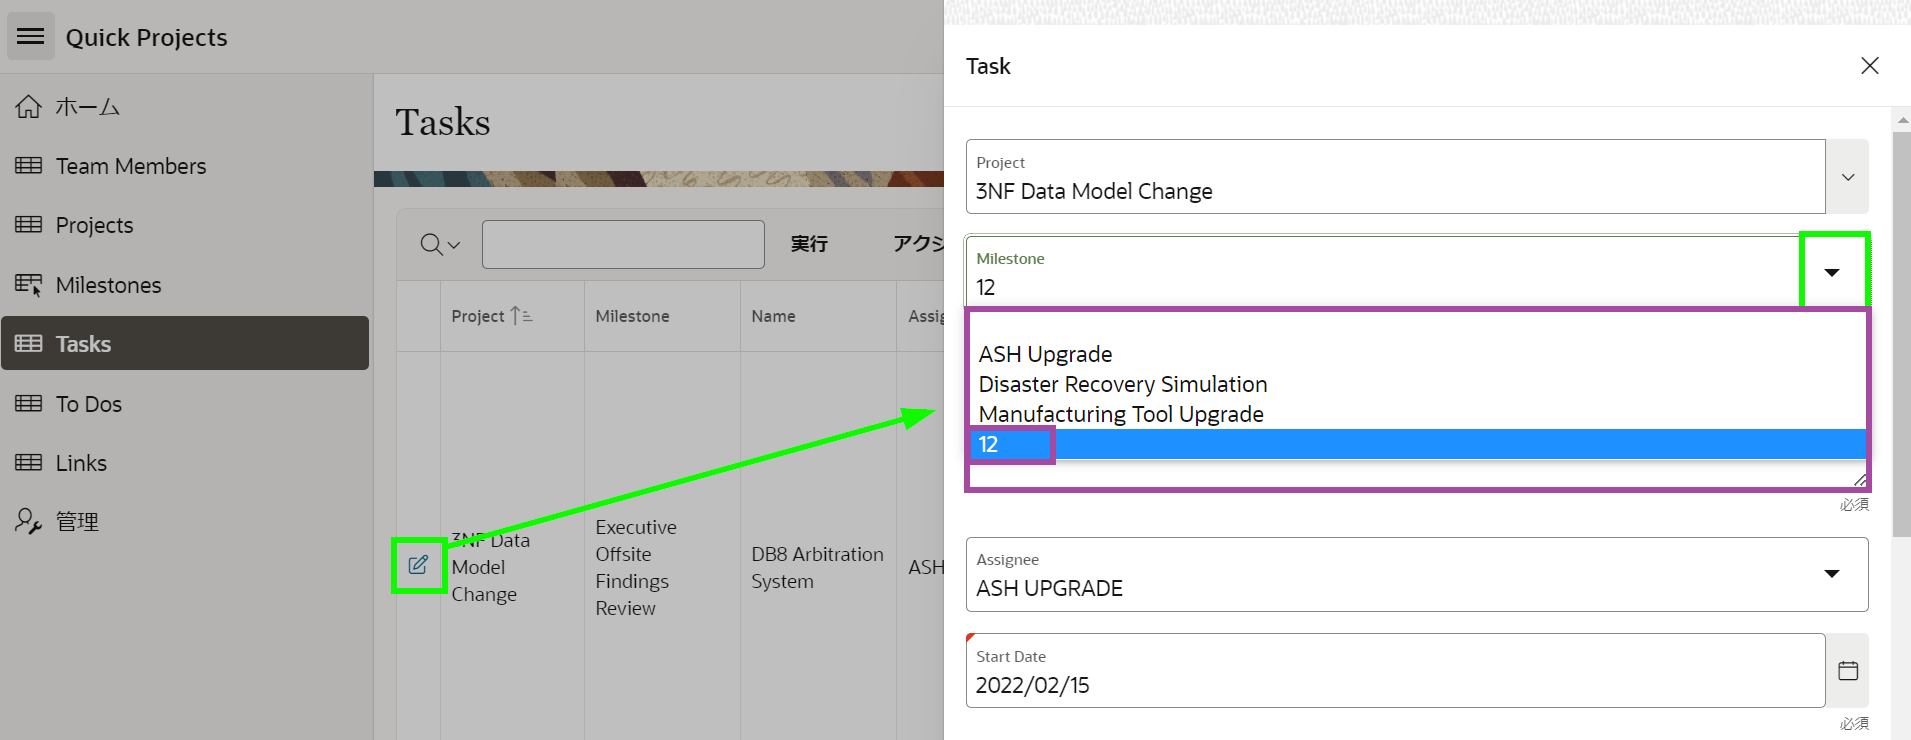 Quick Projects
ホーム
Team Members
Projects
Milestones
Tasks
To Dos
Links
管理
Tasks
実行
アクシ
Project
Milestone
Name
Assig
3NF Data
Model
Change
Executive
Offsite
Findings
Review
DB8 Arbitration
System
ASH
Task
Project
3NF Data Model Change
Milestone
12
ASH Upgrade
Disaster Recovery Simulation
Manufacturing Tool Upgrade
12
必須
Assignee
ASH UPGRADE
Start Date
2022/02/15
必須